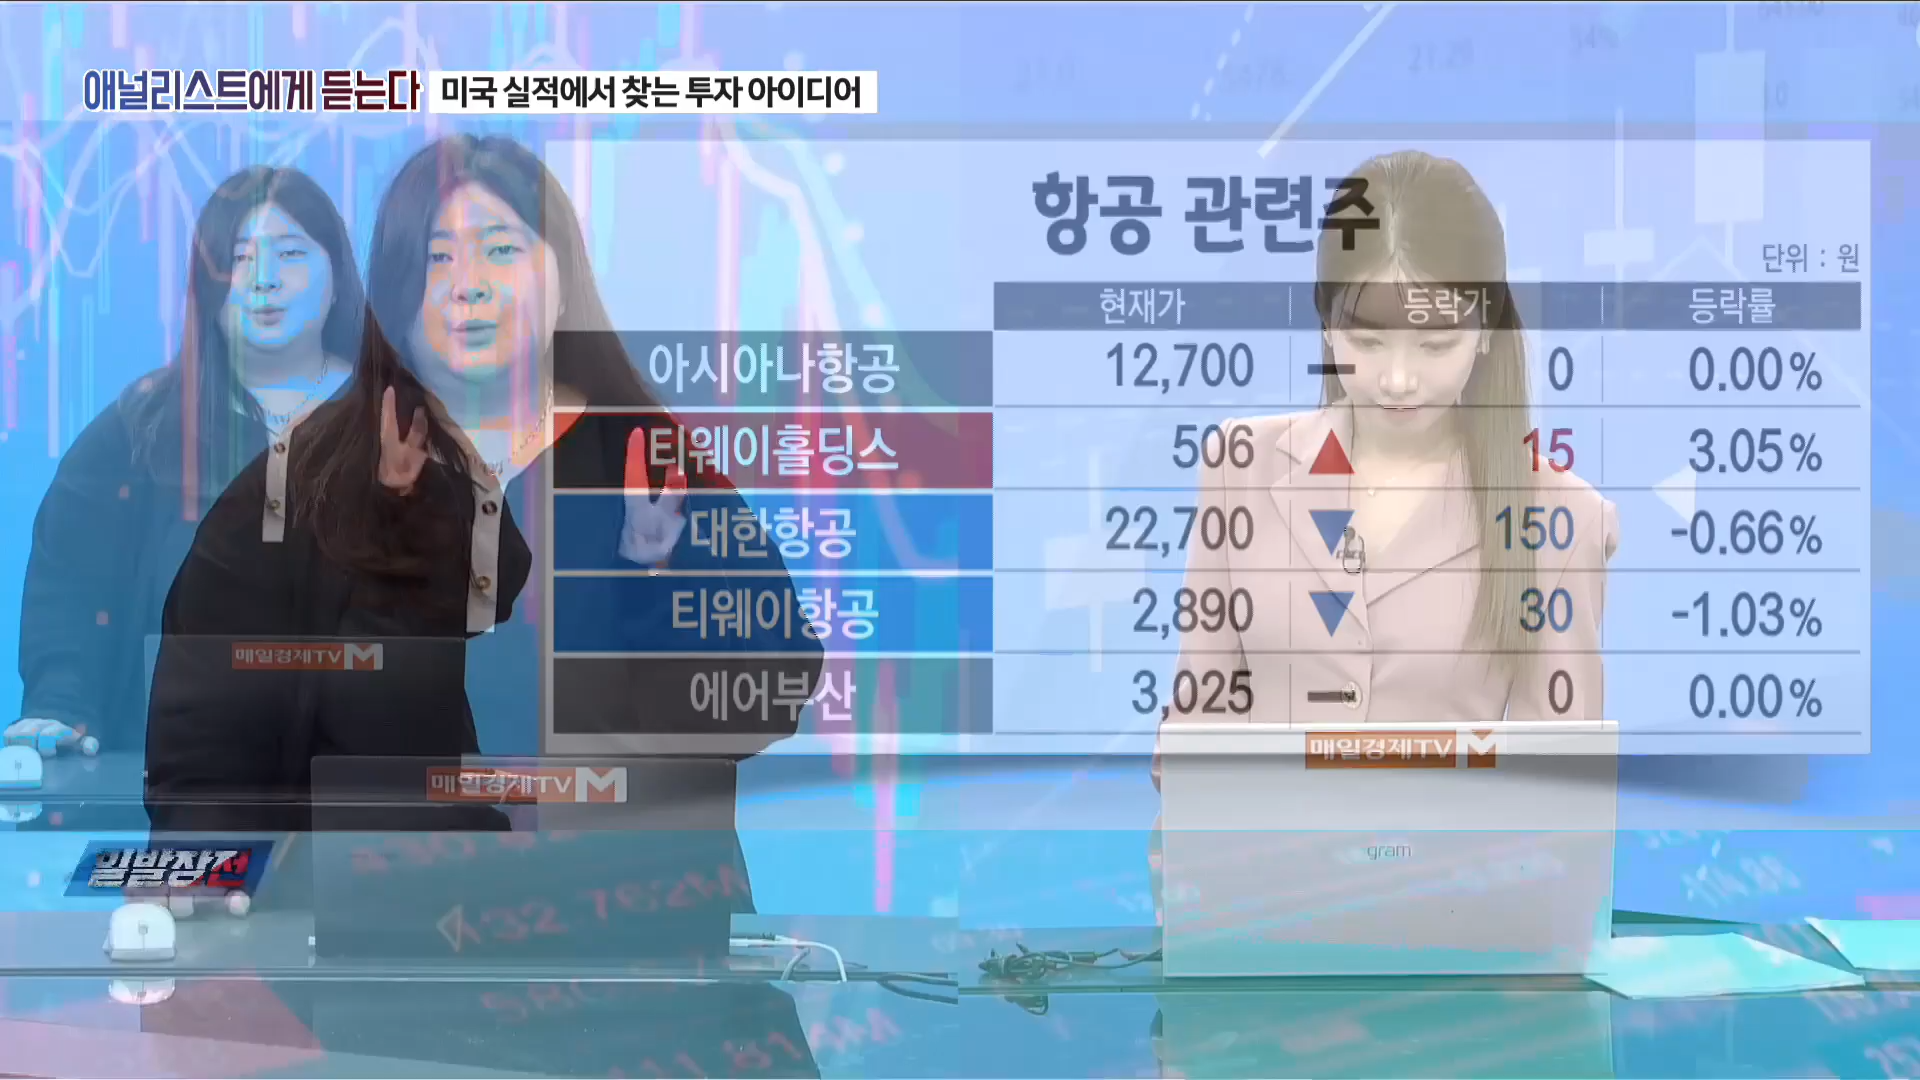 애널리스트에게 듣는다 미국 실적에서 찾는 투자 아이디어
항공 관련주
단위 : 원
현재가 등락가 등락률
아시아나항공 12,700 0 0.00%
티웨이홀딩스 506 ▲ 15 3.05%
대한항공 22,700 ▼ 150 -0.66%
티웨이항공 2,890 ▼ 30 -1.03%
에어부산 3,025 0 0.00%
매일경제TV M
매일경제TV M
매일경제TV M
gram
일발장전